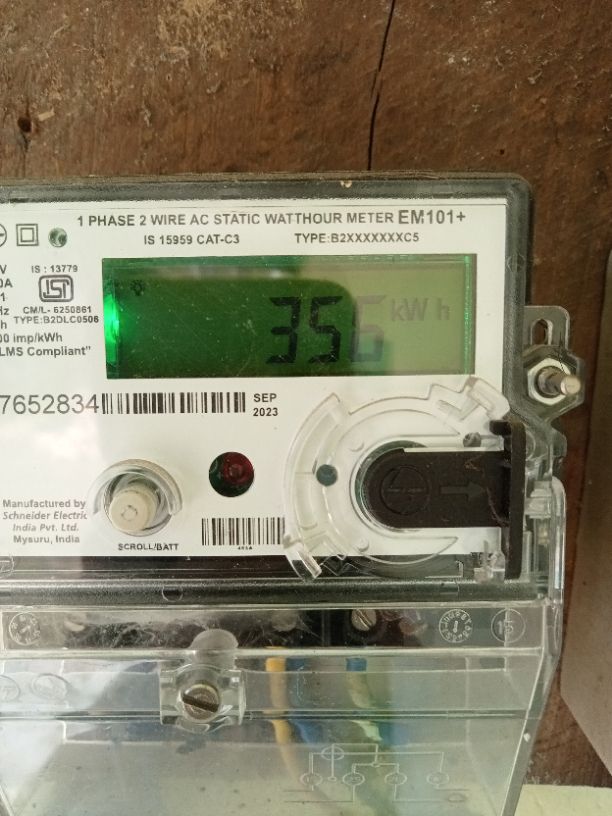 1 PHASE 2 WIRE AC STATIC WATTHOUR METER EM101+
IS 15959 CAT-C3 TYPE:B2XXXXXXXC5
V IS : 13779
0A
1
Hz CM/L- 6250861
h TYPE:B2DLC0506
00 imp/kWh
LMS Compliant"
356 kWh
7652834 SEP
2023
Manufactured by
Schneider Electric
India Pvt. Ltd.
Mysuru, India
SCROLL/BATT
15